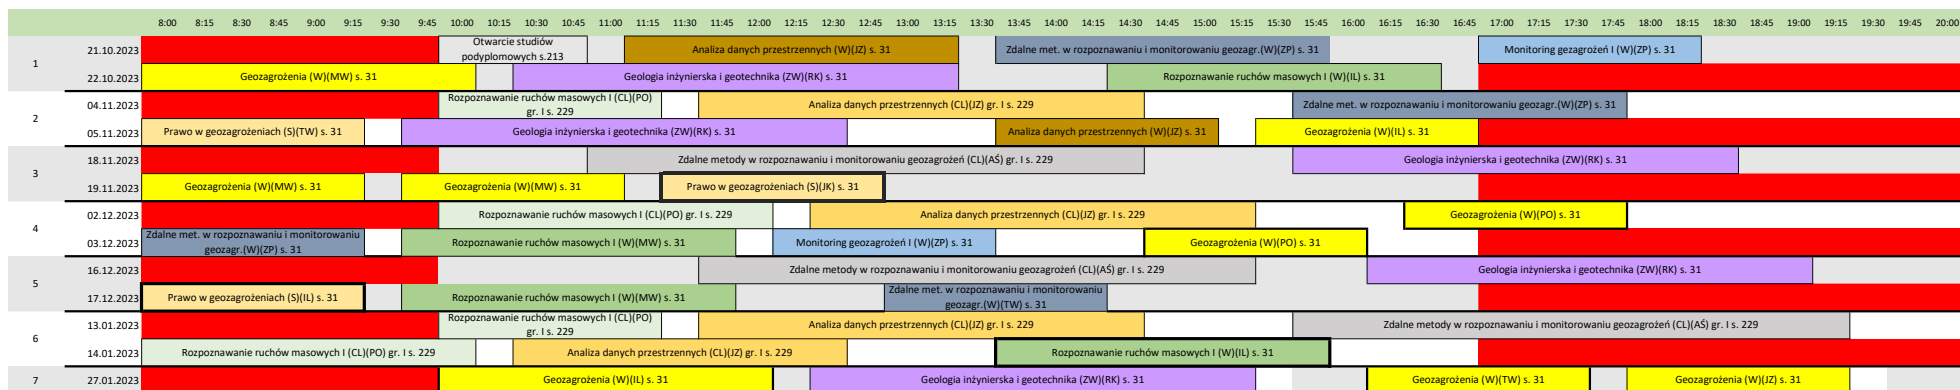 8:00 8:15 8:30 8:45 9:00 9:15 9:30 9:45 10:00 10:15 10:30 10:45 11:00 11:15 11:30 11:45 12:00 12:15 12:30 12:45 13:00 13:15 13:30 13:45 14:00 14:15 14:30 14:45 15:00 15:15 15:30 15:45 16:00 16:15 16:30 16:45 17:00 17:15 17:30 17:45 18:00 18:15 18:30 18:45 19:00 19:15 19:30 19:45 20:00
1
21.10.2023
Otwarcie studiów
podyplomowych s.213
Analiza danych przestrzennych (W)(JZ) s. 31
Zdalne met. w rozpoznawaniu i monitorowaniu geozagr.(W)(ZP) s. 31
Monitoring gezagrożeń I (W)(ZP) s. 31
22.10.2023
Geozagrożenia (W)(MW) s. 31
Geologia inżynierska i geotechnika (ZW)(RK) s. 31
Rozpoznawanie ruchów masowych I (W)(IL) s. 31
2
04.11.2023
Rozpoznawanie ruchów masowych I (CL)(PO)
gr. I s. 229
Analiza danych przestrzennych (CL)(JZ) gr. I s. 229
Zdalne met. w rozpoznawaniu i monitorowaniu geozagr.(W)(ZP) s. 31
05.11.2023
Prawo w geozagrożeniach (S)(TW) s. 31
Geologia inżynierska i geotechnika (ZW)(RK) s. 31
Analiza danych przestrzennych (W)(JZ) s. 31
Geozagrożenia (W)(IL) s. 31
3
18.11.2023
Zdalne metody w rozpoznawaniu i monitorowaniu geozagrożeń (CL)(AŚ) gr. I s. 229
Geologia inżynierska i geotechnika (ZW)(RK) s. 31
19.11.2023
Geozagrożenia (W)(MW) s. 31
Geozagrożenia (W)(MW) s. 31
Prawo w geozagrożeniach (S)(JK) s. 31
4
02.12.2023
Rozpoznawanie ruchów masowych I (CL)(PO) gr. I s. 229
Analiza danych przestrzennych (CL)(JZ) gr. I s. 229
Geozagrożenia (W)(PO) s. 31
03.12.2023
Zdalne met. w rozpoznawaniu i monitorowaniu
geozagr.(W)(ZP) s. 31
Rozpoznawanie ruchów masowych I (W)(MW) s. 31
Monitoring geozagrożeń I (W)(ZP) s. 31
Geozagrożenia (W)(PO) s. 31
5
16.12.2023
Zdalne metody w rozpoznawaniu i monitorowaniu geozagrożeń (CL)(AŚ) gr. I s. 229
Geologia inżynierska i geotechnika (ZW)(RK) s. 31
17.12.2023
Prawo w geozagrożeniach (S)(IL) s. 31
Rozpoznawanie ruchów masowych I (W)(MW) s. 31
Zdalne met. w rozpoznawaniu i monitorowaniu
geozagr.(W)(TW) s. 31
6
13.01.2023
Rozpoznawanie ruchów masowych I (CL)(PO)
gr. I s. 229
Analiza danych przestrzennych (CL)(JZ) gr. I s. 229
Zdalne metody w rozpoznawaniu i monitorowaniu geozagrożeń (CL)(AŚ) gr. I s. 229
14.01.2023
Rozpoznawanie ruchów masowych I (CL)(PO) gr. I s. 229
Analiza danych przestrzennych (CL)(JZ) gr. I s. 229
Rozpoznawanie ruchów masowych I (W)(IL) s. 31
7
27.01.2023
Geozagrożenia (W)(IL) s. 31
Geologia inżynierska i geotechnika (ZW)(RK) s. 31
Geozagrożenia (W)(TW) s. 31
Geozagrożenia (W)(JZ) s. 31